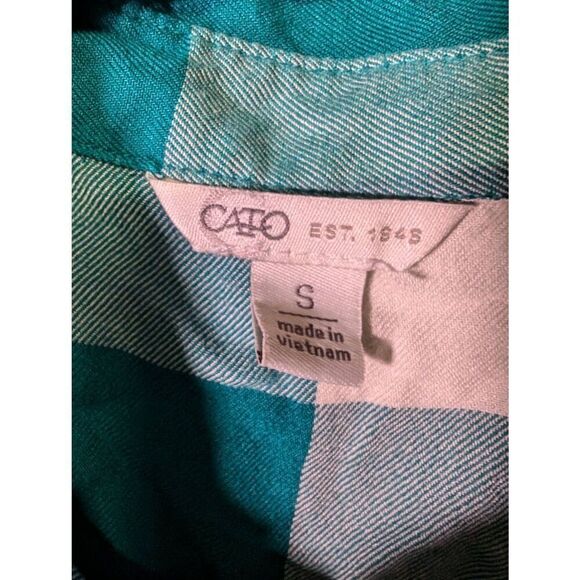 CATO EST. 1946
S
made in
vietnam